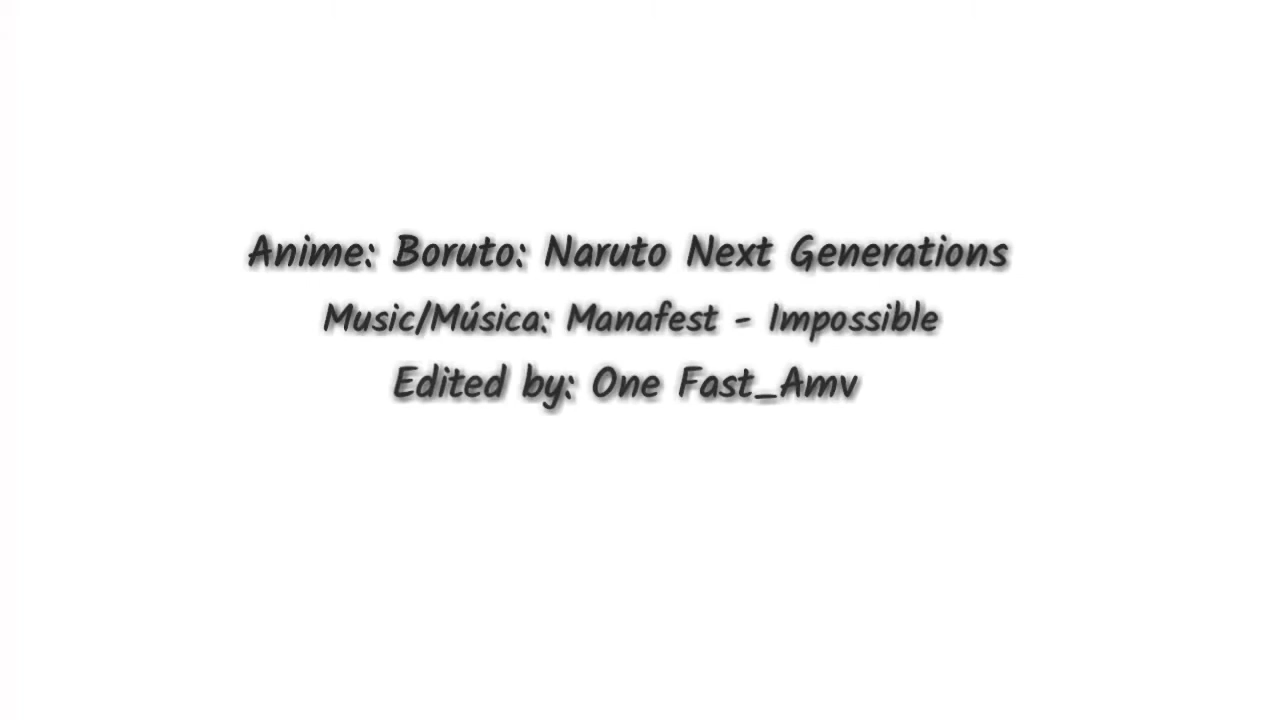 Anime: Boruto: Naruto Next Generations
Music/Música: Manafest - Impossible
Edited by: One Fast_Amv